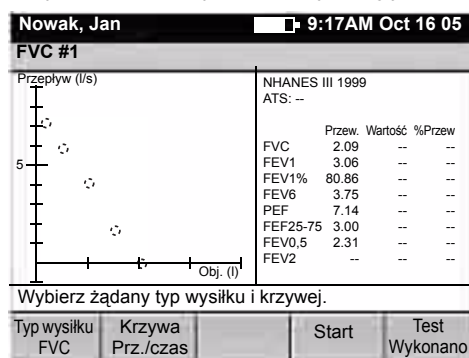 Nowak, Jan 9:17AM Oct 16 05
FVC #1
Przepływ (l/s)
5
Obj. (l)
NHANES III 1999
ATS: --
Przew. Wartość %Przew
FVC 2.09 -- --
FEV1 3.06 -- --
FEV1% 80.86 -- --
FEV6 3.75 -- --
PEF 7.14 -- --
FEF25-75 3.00 -- --
FEV0,5 2.31 -- --
FEV2 -- -- --
Wybierz żądany typ wysiłku i krzywej.
Typ wysiłku FVC
Krzywa Prz./czas
Start
Test Wykonano